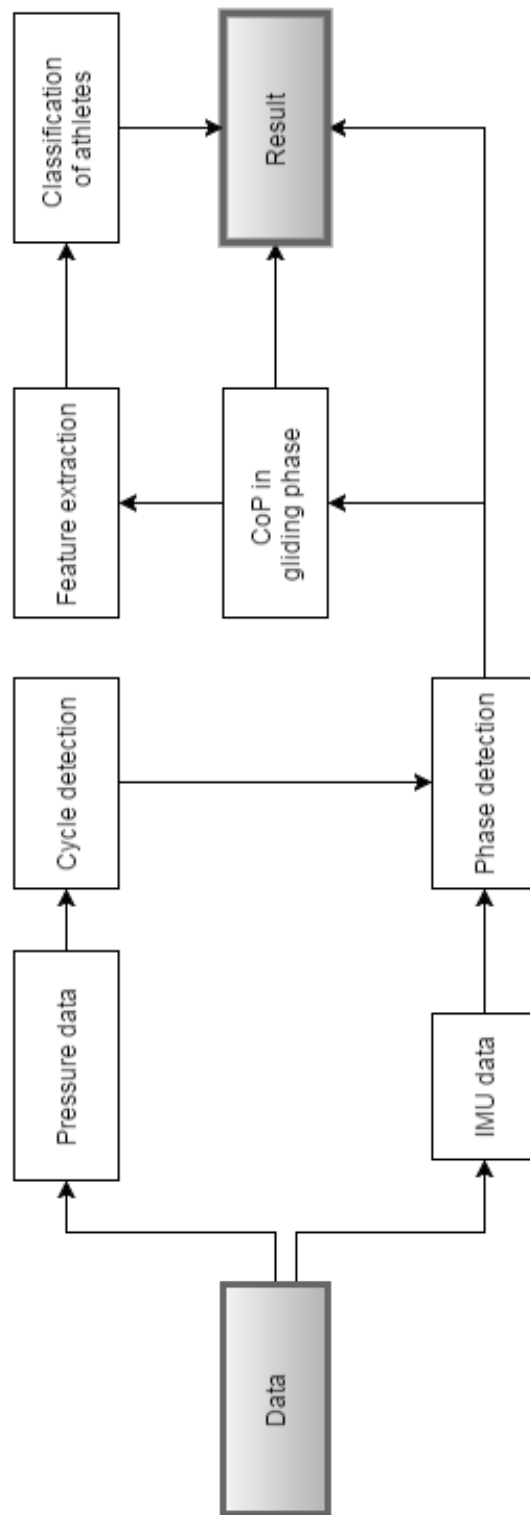 Data
Pressure data
IMU data
Cycle detection
Phase detection
Feature extraction
CoP in
gliding phase
Classification
of athletes
Result